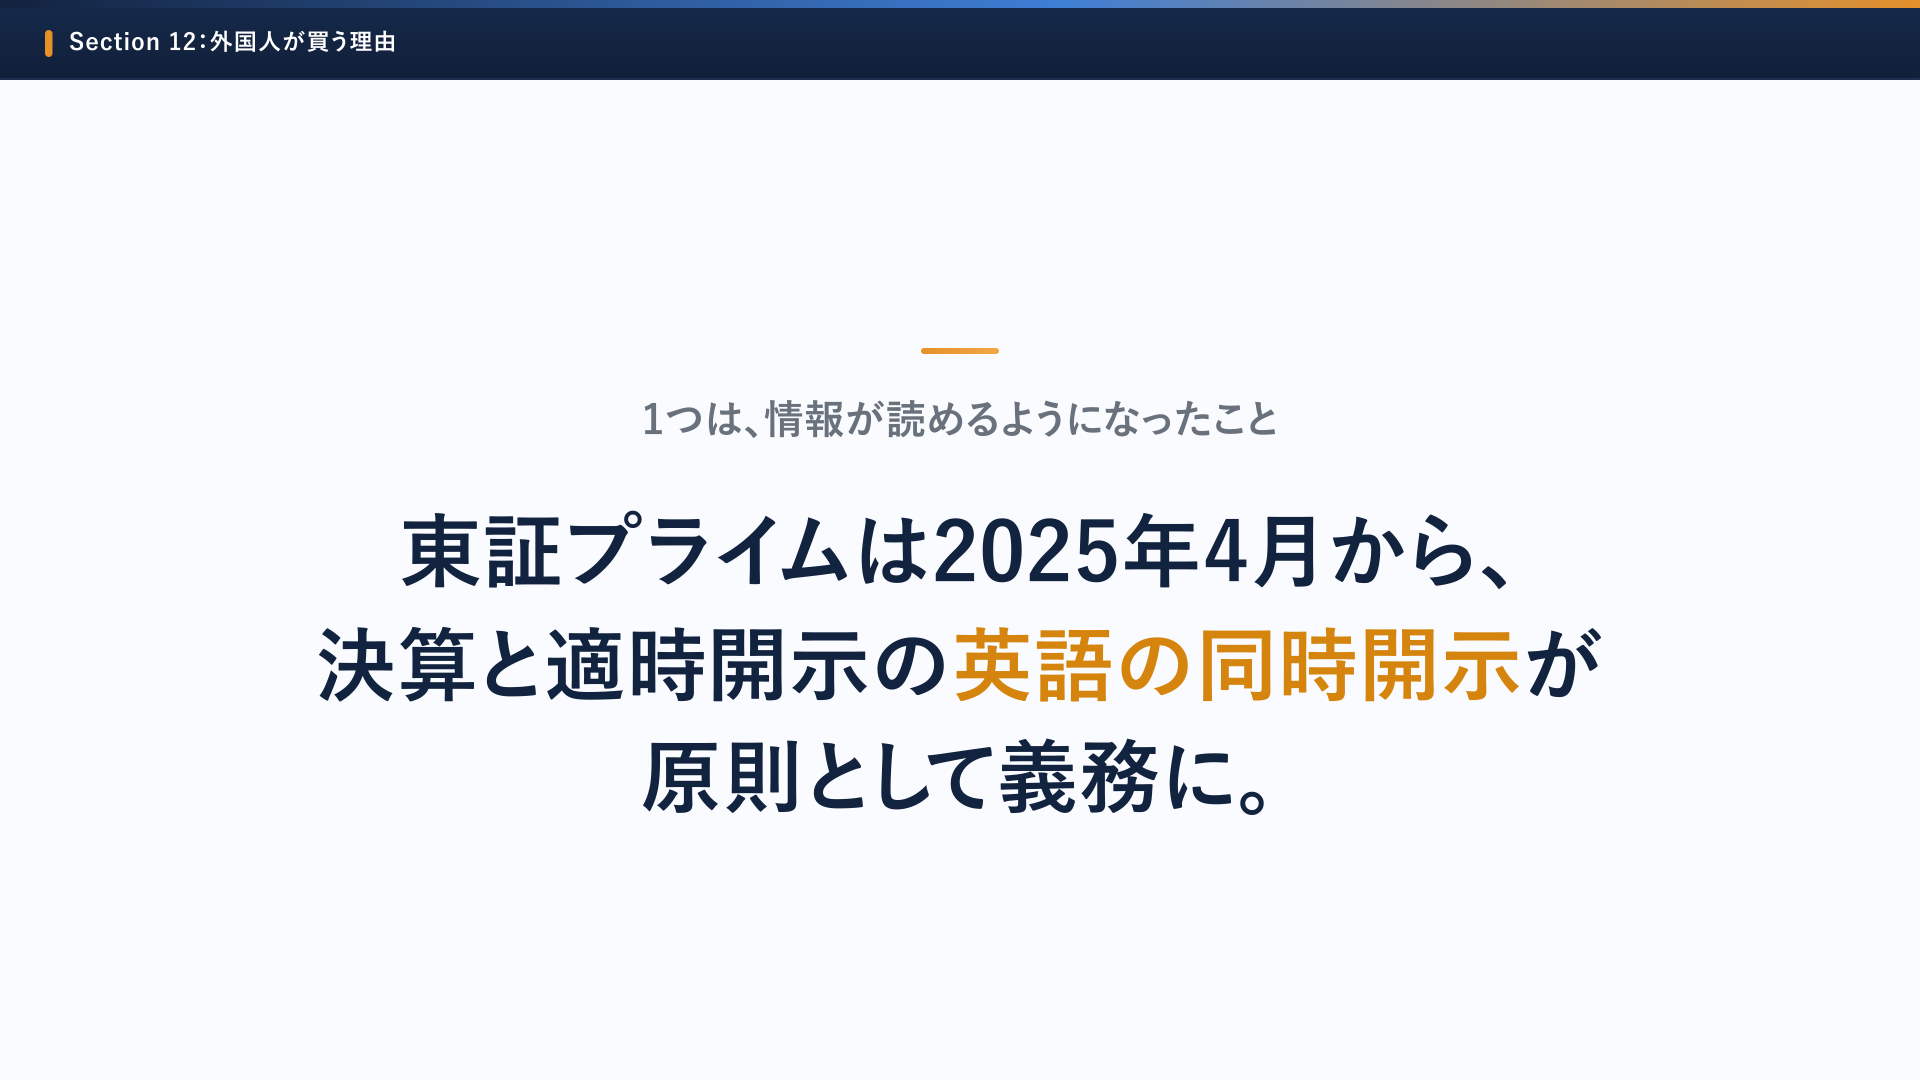 Section 12：外国人が買う理由
1つは、情報が読めるようになったこと
東証プライムは2025年4月から、
決算と適時開示の英語の同時開示が
原則として義務に。